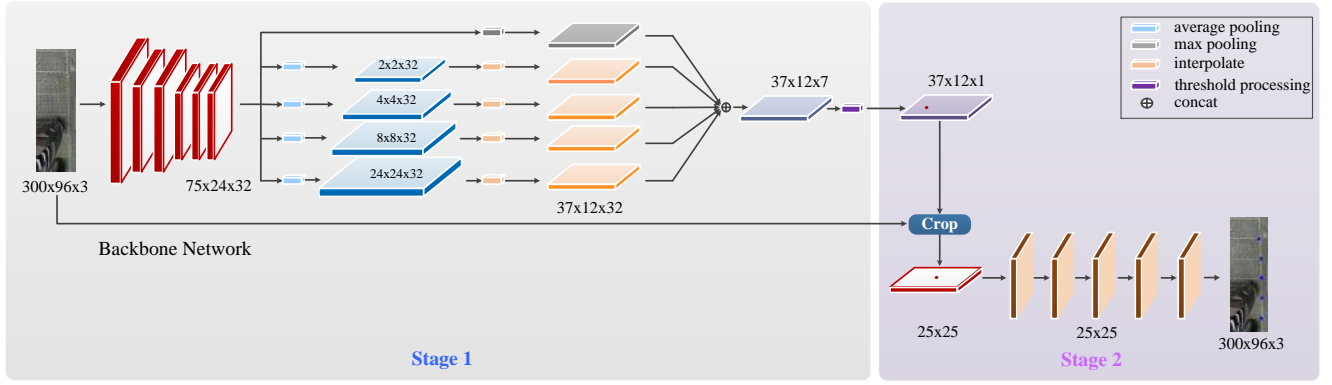 average pooling
max pooling
interpolate
threshold processing
concat
2x2x32
4x4x32
8x8x32
24x24x32
37x12x7
37x12x1
300x96x3
75x24x32
37x12x32
Crop
Backbone Network
25x25
25x25
300x96x3
Stage 1
Stage 2